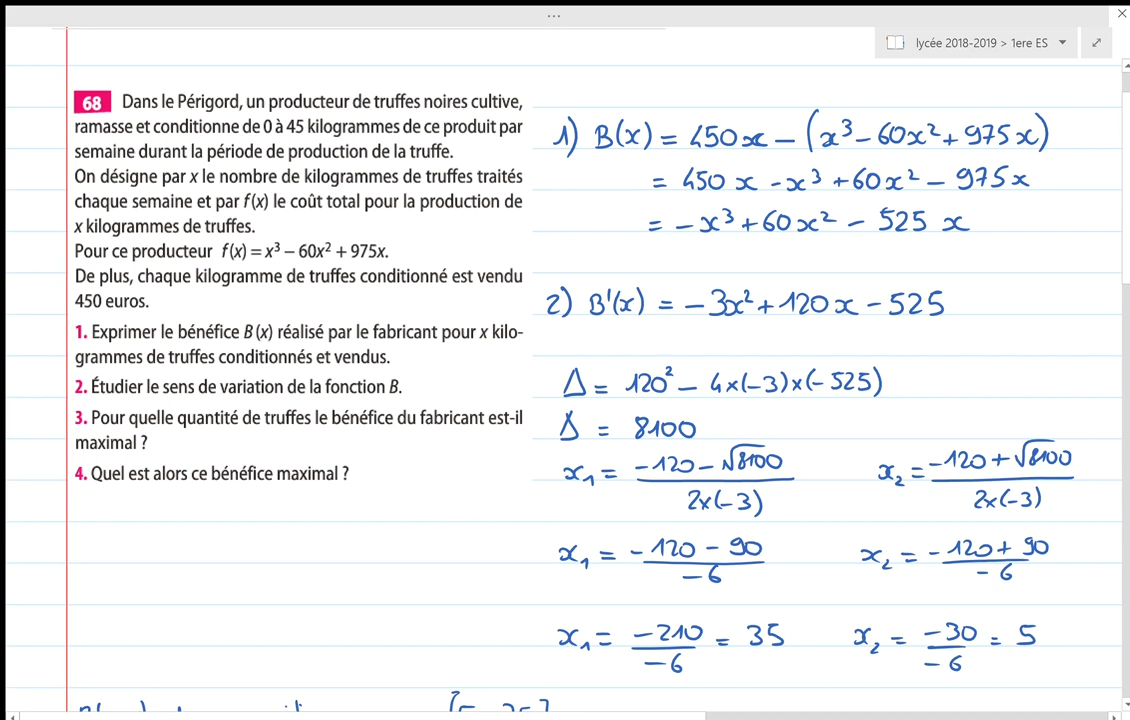 lycée 2018-2019 > 1ere ES
68 Dans le Périgord, un producteur de truffes noires cultive,
ramasse et conditionne de 0 à 45 kilogrammes de ce produit par
semaine durant la période de production de la truffe.
On désigne par x le nombre de kilogrammes de truffes traités
chaque semaine et par f(x) le coût total pour la production de
x kilogrammes de truffes.
Pour ce producteur f(x) = x³ – 60x² + 975x.
De plus, chaque kilogramme de truffes conditionné est vendu
450 euros.
1. Exprimer le bénéfice B(x) réalisé par le fabricant pour x kilo-
grammes de truffes conditionnés et vendus.
2. Étudier le sens de variation de la fonction B.
3. Pour quelle quantité de truffes le bénéfice du fabricant est-il
maximal ?
4. Quel est alors ce bénéfice maximal ?
1) B(x) = 450x – (x³ – 60x² + 975x)
= 450x – x³ + 60x² – 975x
= – x³ + 60x² – 525x
2) B'(x) = – 3x² + 120x – 525
Δ = 120² – 4×(–3)×(–525)
Δ = 8100
x₁ = (–120 – √8100) / (2×(–3)) x₂ = (–120 + √8100) / (2×(–3))
x₁ = (–120 – 90) / –6 x₂ = (–120 + 90) / –6
x₁ = –210 / –6 = 35 x₂ = –30 / –6 = 5